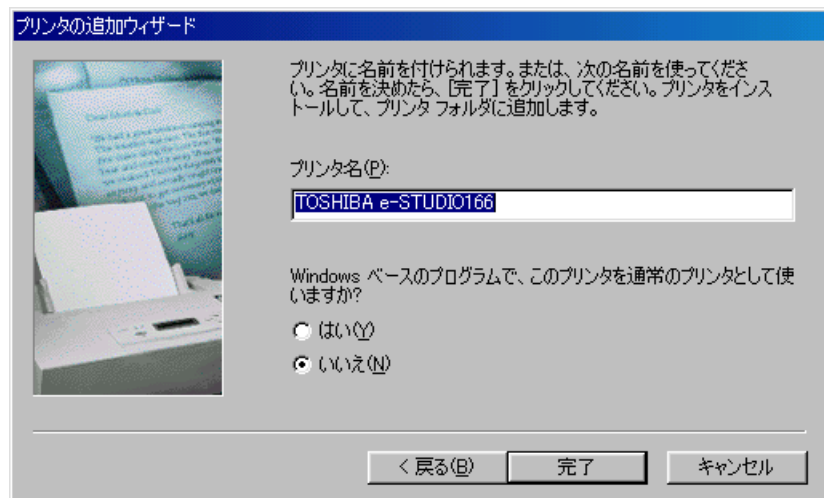 プリンタの追加ウィザード
プリンタに名前を付けられます。または、次の名前を使ってくださ
い。名前を決めたら、[完了] をクリックしてください。プリンタをインス
トールして、プリンタ フォルダに追加します。
プリンタ名(P):
TOSHIBA e-STUDIO166
Windows ベースのプログラムで、このプリンタを通常のプリンタとして使
いますか?
はい(Y)
いいえ(N)
< 戻る(B)
完了
キャンセル